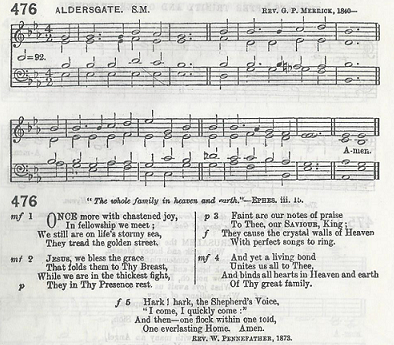 476 ALDERSGATE. S.M. REV. G. P. MERRICK, 1840—
=92.
A-men.
476
"The whole family in heaven and earth."—EPHES. iii. 15.
mf 1 ONCE more with chastened joy,
In fellowship we meet;
We still are on life's stormy sea,
They tread the golden street.
mf 2 JESUS, we bless the grace
That folds them to Thy Breast,
While we are in the thickest fight,
p They in Thy Presence rest.
p 3 Faint are our notes of praise
To Thee, our SAVIOUR, King;
f They cause the crystal walls of Heaven
With perfect songs to ring.
mf 4 And yet a living bond
Unites us all to Thee,
And binds all hearts in Heaven and earth
Of Thy great family.
f 5 Hark! hark, the Shepherd's Voice,
"I come, I quickly come:"
And then—one flock within one fold,
One everlasting Home. Amen.
REV. W. PENNEFATHER, 1873.